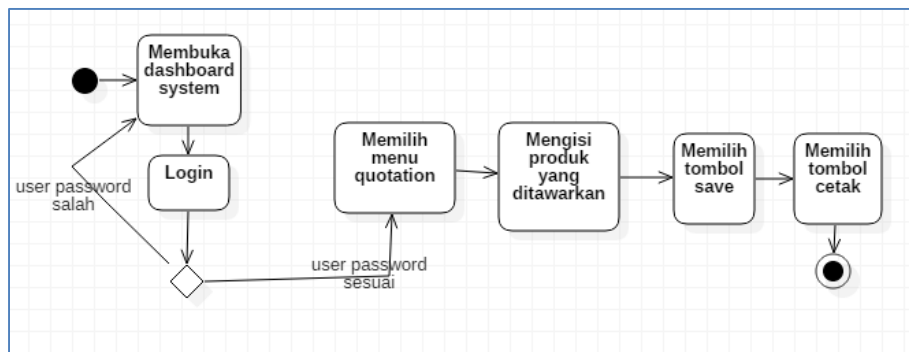 Membuka
dashboard
system
Login
user password
salah
user password
sesuai
Memilih
menu
quotation
Mengisi
produk
yang
ditawarkan
Memilih
tombol
save
Memilih
tombol
cetak